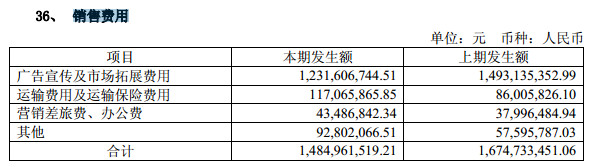 36、 销售费用
单位：元 币种：人民币
项目 本期发生额 上期发生额
广告宣传及市场拓展费用 1,231,606,744.51 1,493,135,352.99
运输费用及运输保险费用 117,065,865.85 86,005,826.10
营销差旅费、办公费 43,486,842.34 37,996,484.94
其他 92,802,066.51 57,595,787.03
合计 1,484,961,519.21 1,674,733,451.06